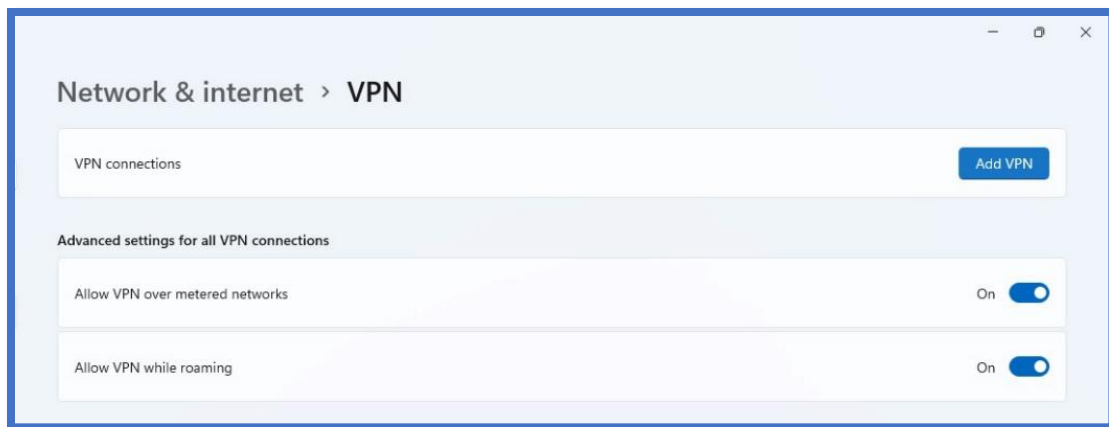 Network & internet > VPN
VPN connections
Add VPN
Advanced settings for all VPN connections
Allow VPN over metered networks
On
Allow VPN while roaming
On